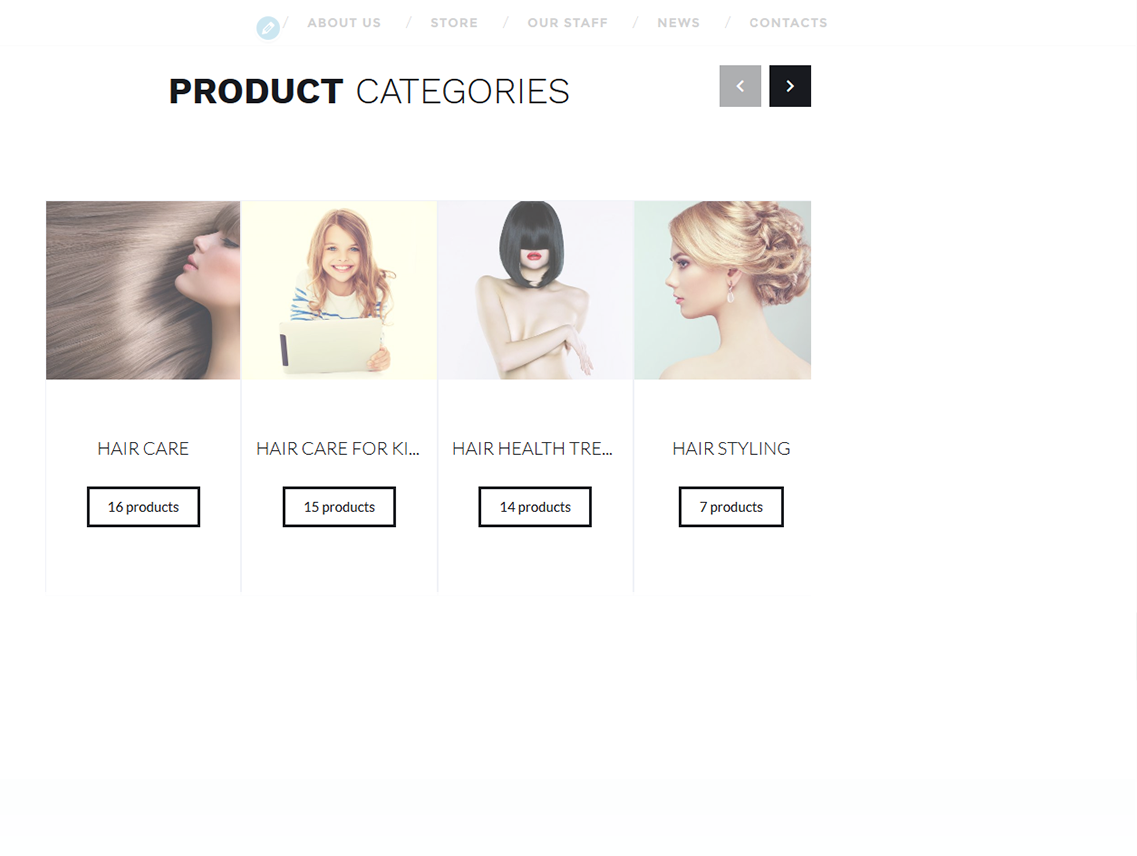 / ABOUT US / STORE / OUR STAFF / NEWS / CONTACTS
PRODUCT CATEGORIES
HAIR CARE
HAIR CARE FOR KI...
HAIR HEALTH TRE...
HAIR STYLING
16 products
15 products
14 products
7 products